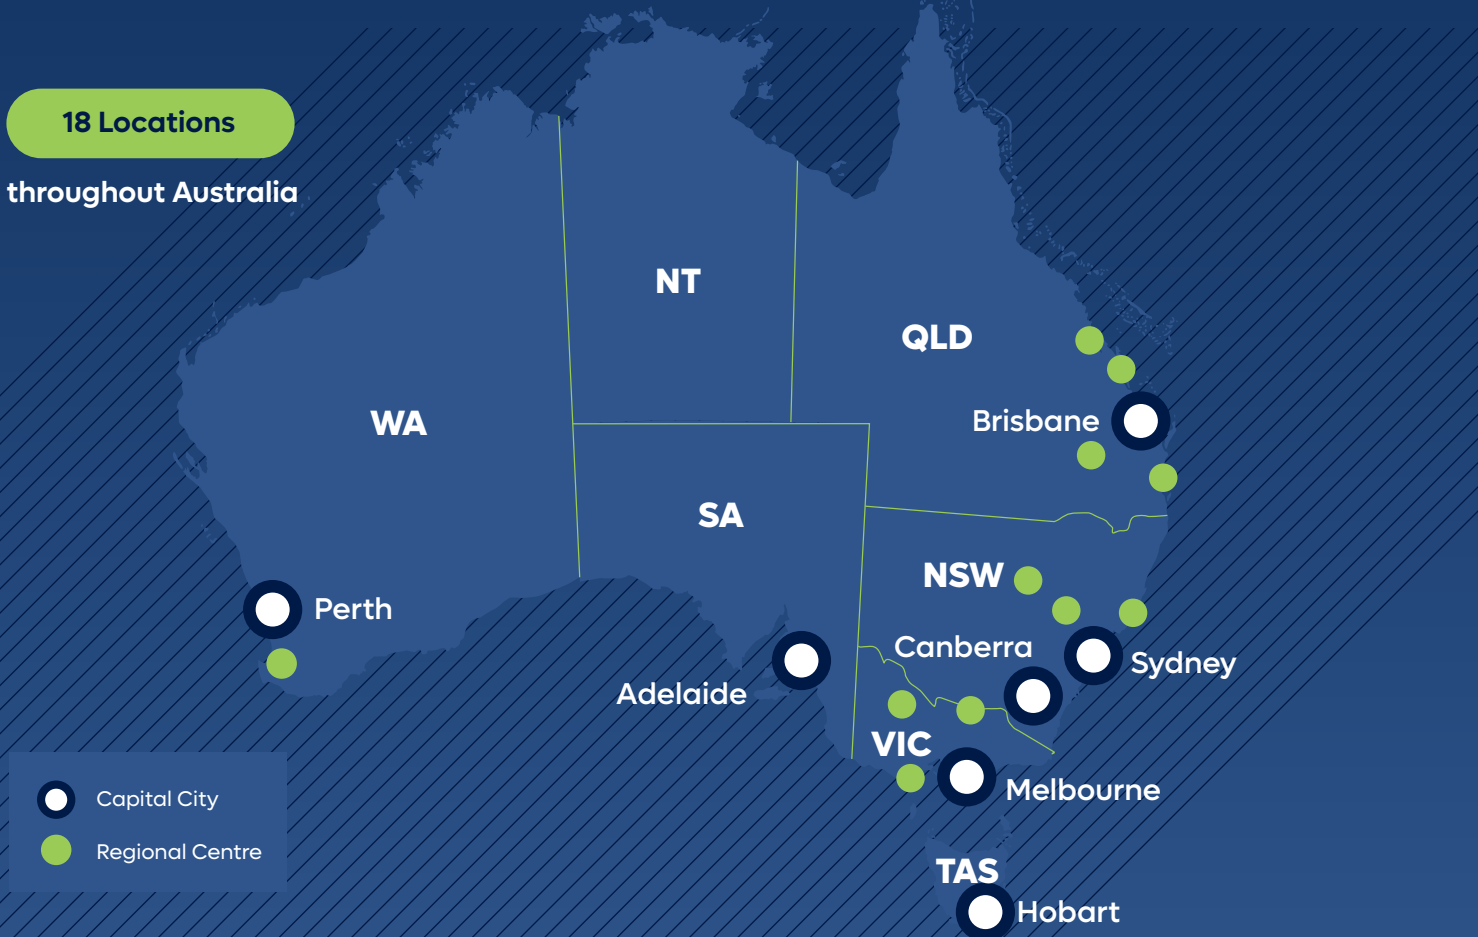 18 Locations
throughout Australia
NT
QLD
WA
Brisbane
SA
NSW
Perth
Canberra
Sydney
Adelaide
VIC
Melbourne
Capital City
Regional Centre
TAS
Hobart